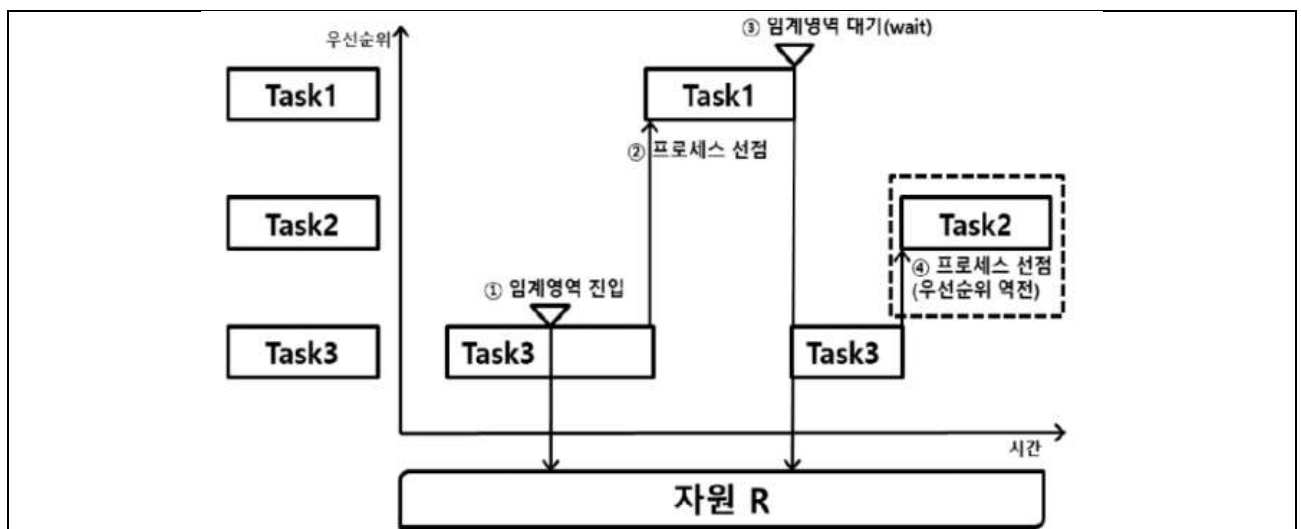 ③ 임계영역 대기(wait)
우선순위
Task1
Task1
② 프로세스 선점
Task2
Task2
④ 프로세스 선점
(우선순위 역전)
① 임계영역 진입
Task3
Task3
Task3
시간
자원 R